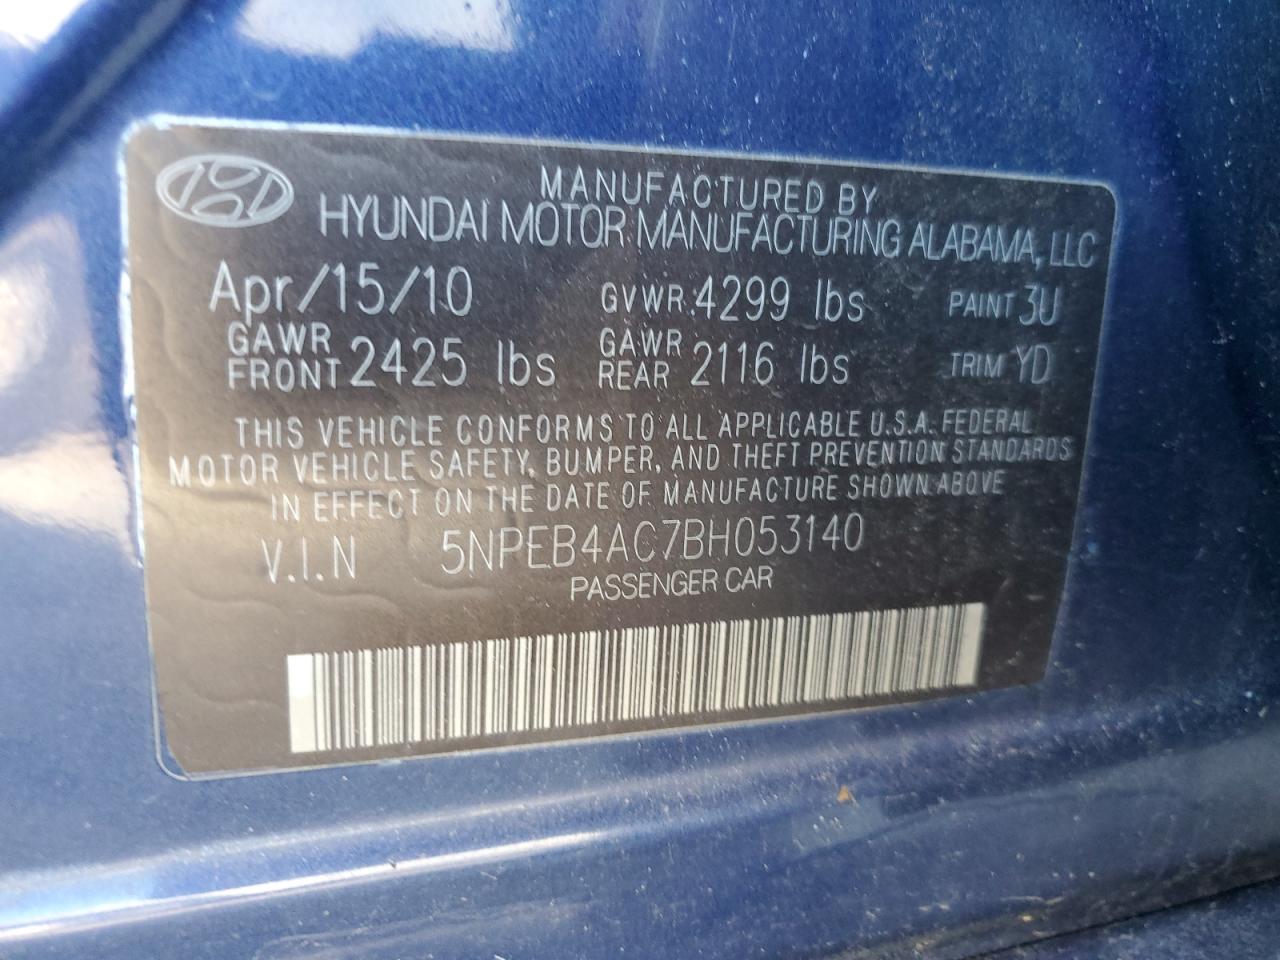 MANUFACTURED BY
HYUNDAI MOTOR MANUFACTURING ALABAMA, LLC
Apr/15/10 GVWR:4299 lbs PAINT 3U
GAWR FRONT 2425 lbs GAWR REAR 2116 lbs TRIM YD
THIS VEHICLE CONFORMS TO ALL APPLICABLE U.S.A. FEDERAL
MOTOR VEHICLE SAFETY, BUMPER, AND THEFT PREVENTION STANDARDS
IN EFFECT ON THE DATE OF MANUFACTURE SHOWN ABOVE
V.I.N 5NPEB4AC7BH053140
PASSENGER CAR